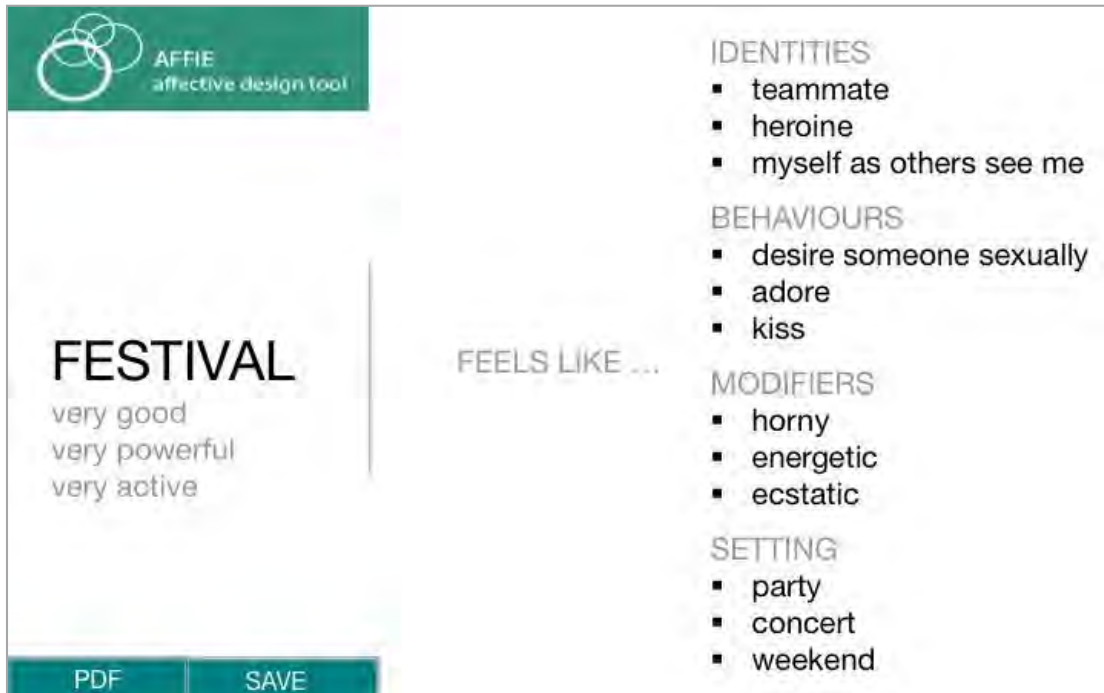 AFFIE
affective design tool
FESTIVAL
very good
very powerful
very active
FEELS LIKE ...
IDENTITIES
▪ teammate
▪ heroine
▪ myself as others see me
BEHAVIOURS
▪ desire someone sexually
▪ adore
▪ kiss
MODIFIERS
▪ horny
▪ energetic
▪ ecstatic
SETTING
▪ party
▪ concert
▪ weekend
PDF
SAVE